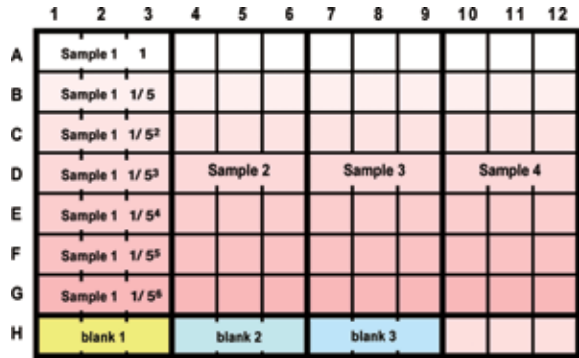 1 2 3 4 5 6 7 8 9 10 11 12
A Sample 1 1
B Sample 1 1/5
C Sample 1 1/5²
D Sample 1 1/5³ Sample 2 Sample 3 Sample 4
E Sample 1 1/5⁴
F Sample 1 1/5⁵
G Sample 1 1/5⁶
H blank 1 blank 2 blank 3